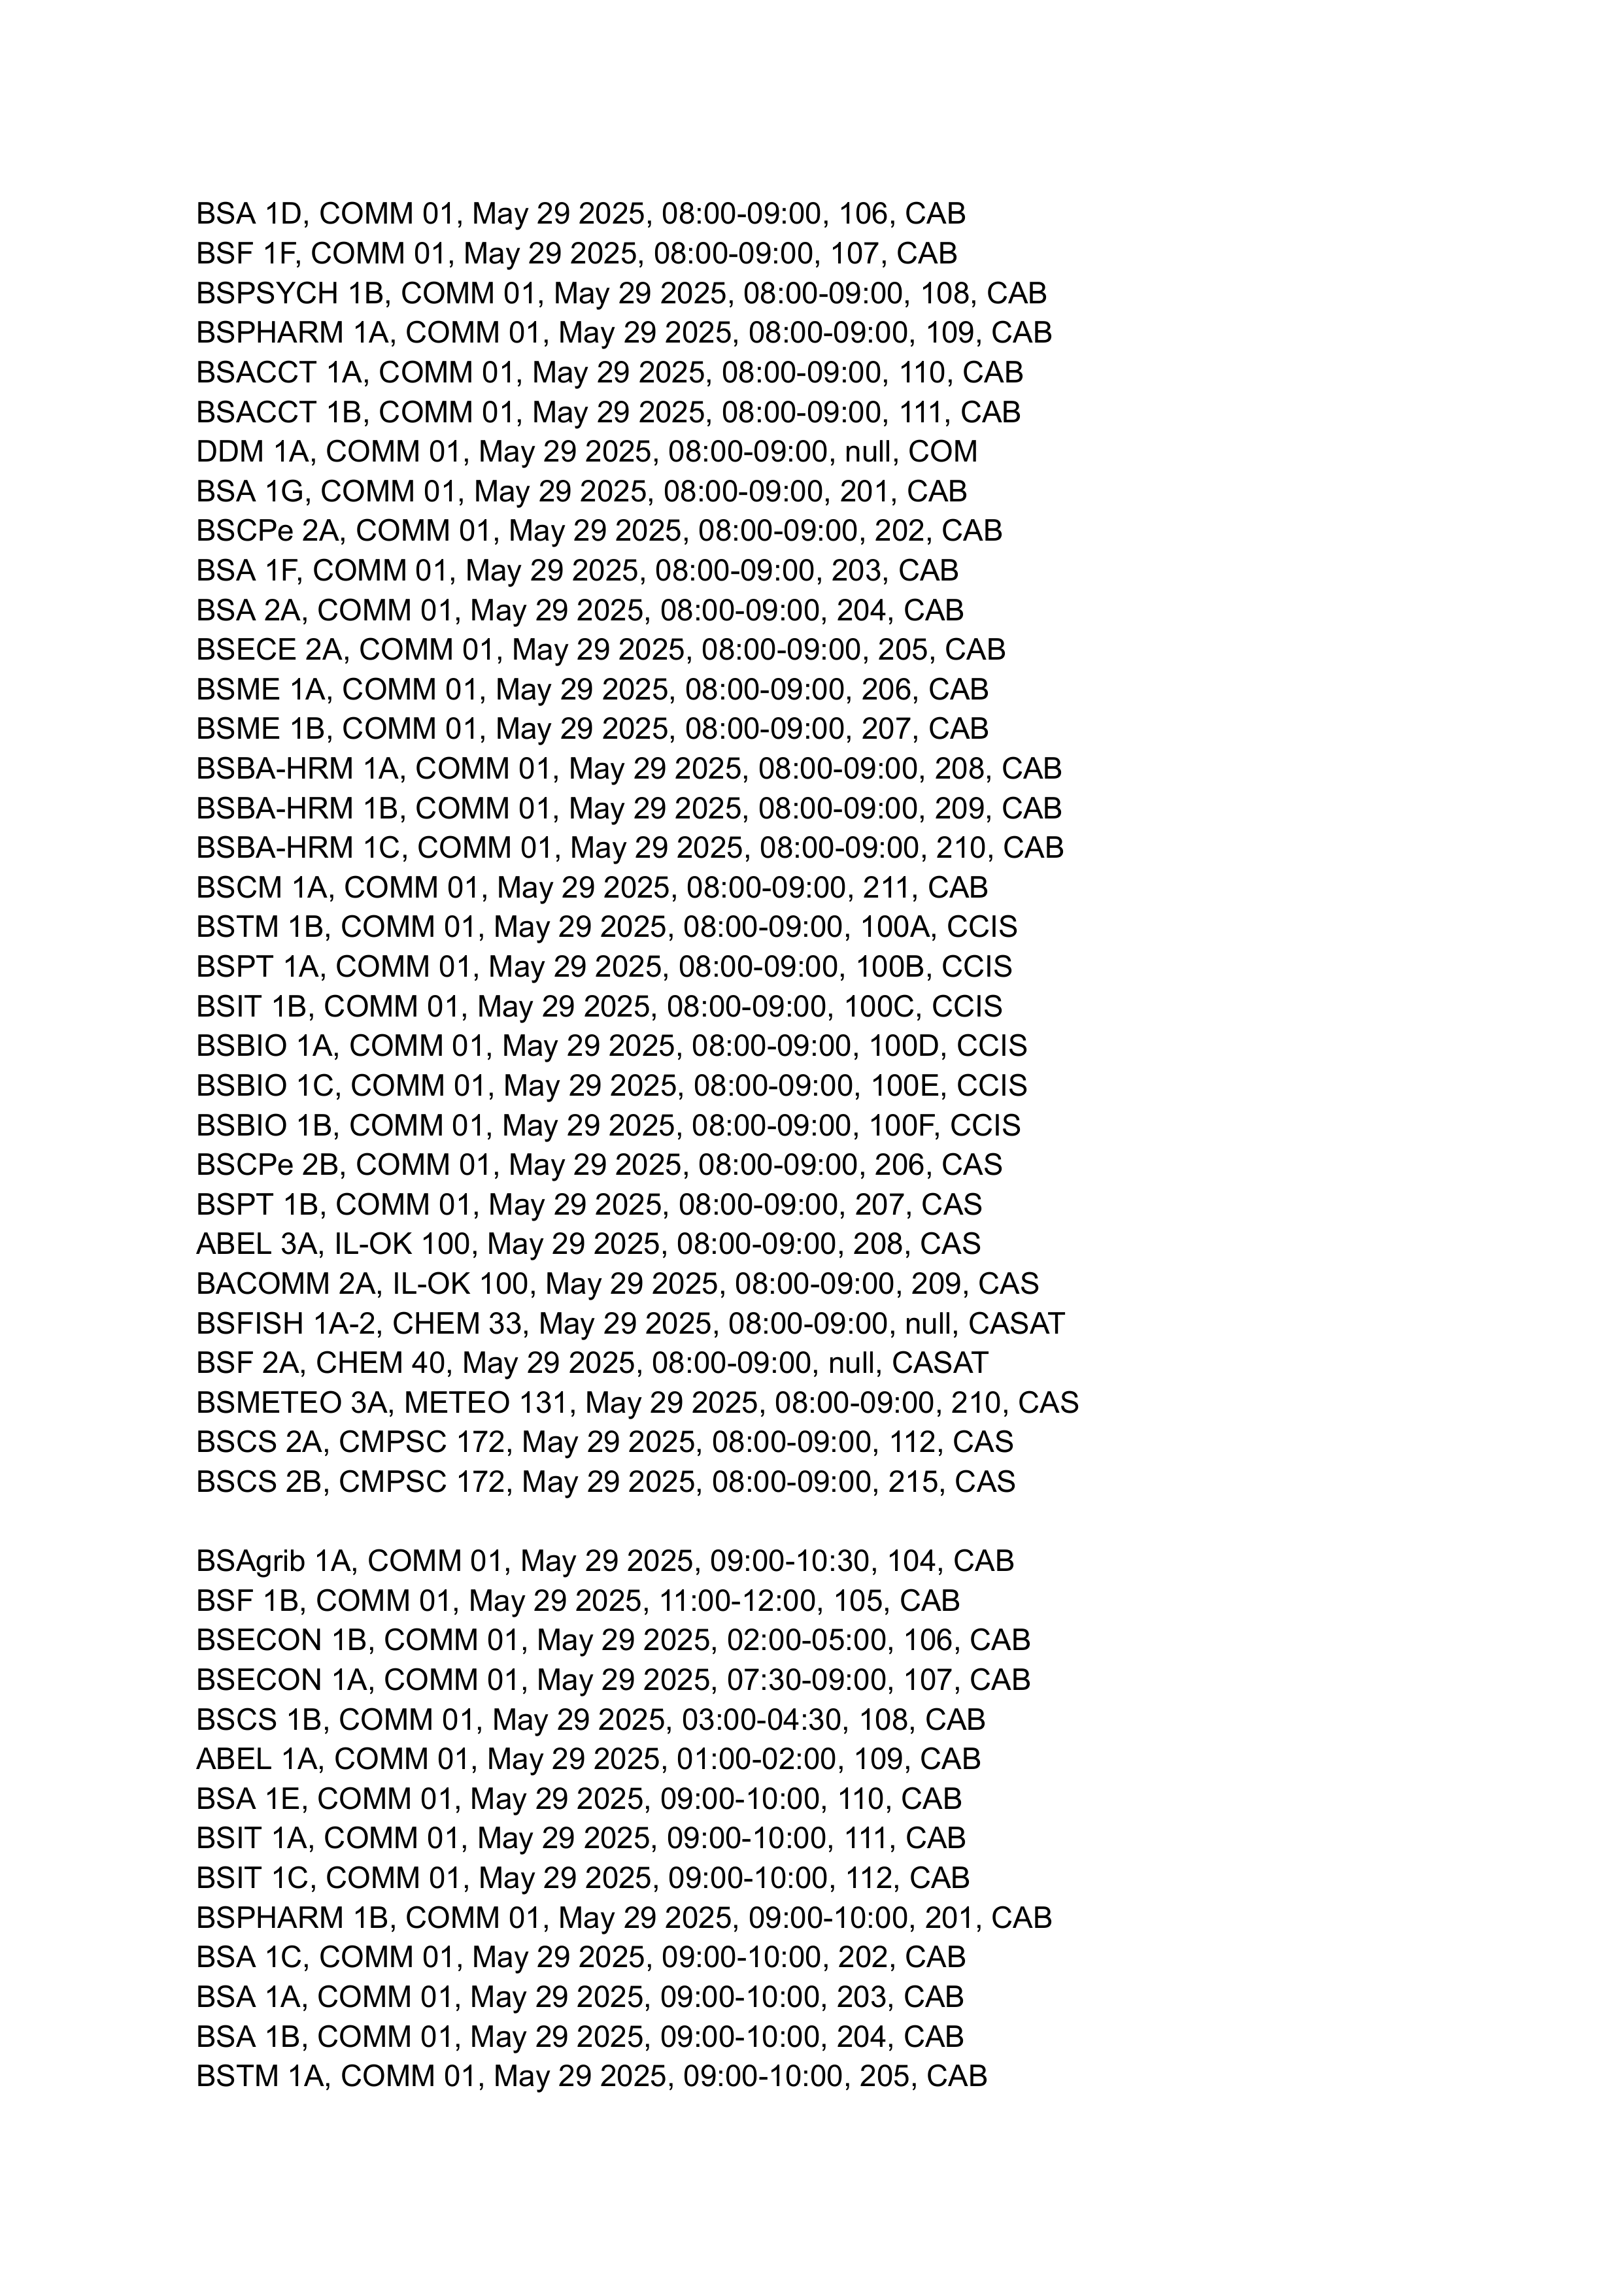 BSA 1D, COMM 01, May 29 2025, 08:00-09:00, 106, CAB
BSF 1F, COMM 01, May 29 2025, 08:00-09:00, 107, CAB
BSPSYCH 1B, COMM 01, May 29 2025, 08:00-09:00, 108, CAB
BSPHARM 1A, COMM 01, May 29 2025, 08:00-09:00, 109, CAB
BSACCT 1A, COMM 01, May 29 2025, 08:00-09:00, 110, CAB
BSACCT 1B, COMM 01, May 29 2025, 08:00-09:00, 111, CAB
DDM 1A, COMM 01, May 29 2025, 08:00-09:00, null, COM
BSA 1G, COMM 01, May 29 2025, 08:00-09:00, 201, CAB
BSCPe 2A, COMM 01, May 29 2025, 08:00-09:00, 202, CAB
BSA 1F, COMM 01, May 29 2025, 08:00-09:00, 203, CAB
BSA 2A, COMM 01, May 29 2025, 08:00-09:00, 204, CAB
BSECE 2A, COMM 01, May 29 2025, 08:00-09:00, 205, CAB
BSME 1A, COMM 01, May 29 2025, 08:00-09:00, 206, CAB
BSME 1B, COMM 01, May 29 2025, 08:00-09:00, 207, CAB
BSBA-HRM 1A, COMM 01, May 29 2025, 08:00-09:00, 208, CAB
BSBA-HRM 1B, COMM 01, May 29 2025, 08:00-09:00, 209, CAB
BSBA-HRM 1C, COMM 01, May 29 2025, 08:00-09:00, 210, CAB
BSCM 1A, COMM 01, May 29 2025, 08:00-09:00, 211, CAB
BSTM 1B, COMM 01, May 29 2025, 08:00-09:00, 100A, CCIS
BSPT 1A, COMM 01, May 29 2025, 08:00-09:00, 100B, CCIS
BSIT 1B, COMM 01, May 29 2025, 08:00-09:00, 100C, CCIS
BSBIO 1A, COMM 01, May 29 2025, 08:00-09:00, 100D, CCIS
BSBIO 1C, COMM 01, May 29 2025, 08:00-09:00, 100E, CCIS
BSBIO 1B, COMM 01, May 29 2025, 08:00-09:00, 100F, CCIS
BSCPe 2B, COMM 01, May 29 2025, 08:00-09:00, 206, CAS
BSPT 1B, COMM 01, May 29 2025, 08:00-09:00, 207, CAS
ABEL 3A, IL-OK 100, May 29 2025, 08:00-09:00, 208, CAS
BACOMM 2A, IL-OK 100, May 29 2025, 08:00-09:00, 209, CAS
BSFISH 1A-2, CHEM 33, May 29 2025, 08:00-09:00, null, CASAT
BSF 2A, CHEM 40, May 29 2025, 08:00-09:00, null, CASAT
BSMETEO 3A, METEO 131, May 29 2025, 08:00-09:00, 210, CAS
BSCS 2A, CMPSC 172, May 29 2025, 08:00-09:00, 112, CAS
BSCS 2B, CMPSC 172, May 29 2025, 08:00-09:00, 215, CAS
BSAgrib 1A, COMM 01, May 29 2025, 09:00-10:30, 104, CAB
BSF 1B, COMM 01, May 29 2025, 11:00-12:00, 105, CAB
BSECON 1B, COMM 01, May 29 2025, 02:00-05:00, 106, CAB
BSECON 1A, COMM 01, May 29 2025, 07:30-09:00, 107, CAB
BSCS 1B, COMM 01, May 29 2025, 03:00-04:30, 108, CAB
ABEL 1A, COMM 01, May 29 2025, 01:00-02:00, 109, CAB
BSA 1E, COMM 01, May 29 2025, 09:00-10:00, 110, CAB
BSIT 1A, COMM 01, May 29 2025, 09:00-10:00, 111, CAB
BSIT 1C, COMM 01, May 29 2025, 09:00-10:00, 112, CAB
BSPHARM 1B, COMM 01, May 29 2025, 09:00-10:00, 201, CAB
BSA 1C, COMM 01, May 29 2025, 09:00-10:00, 202, CAB
BSA 1A, COMM 01, May 29 2025, 09:00-10:00, 203, CAB
BSA 1B, COMM 01, May 29 2025, 09:00-10:00, 204, CAB
BSTM 1A, COMM 01, May 29 2025, 09:00-10:00, 205, CAB